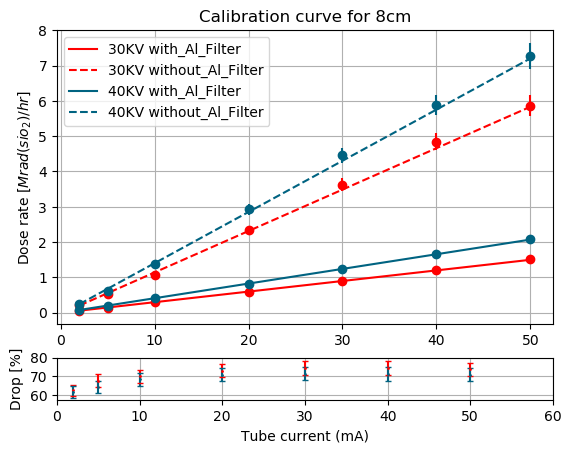 Calibration curve for 8cm
Dose rate [Mrad(sio₂)/hr]
8
7
6
5
4
3
2
1
0
30KV with_Al_Filter
30KV without_Al_Filter
40KV with_Al_Filter
40KV without_Al_Filter
0 10 20 30 40 50
Drop [%]
80
70
60
0 10 20 30 40 50 60
Tube current (mA)